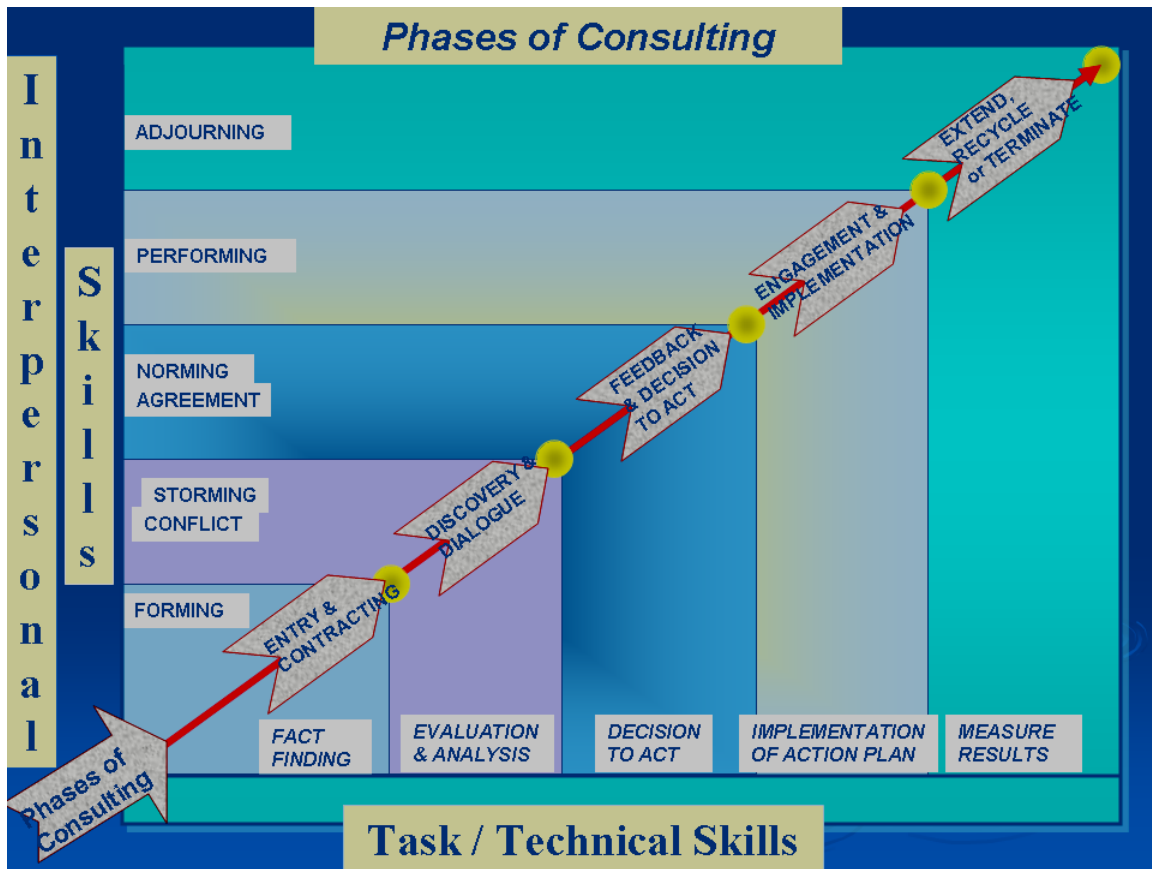 Phases of Consulting
Interpersonal
Skills
ADJOURNING
PERFORMING
NORMING
AGREEMENT
STORMING
CONFLICT
FORMING
Phases of
Consulting
ENTRY &
CONTRACTING
DISCOVERY &
DIALOGUE
FEEDBACK
& DECISION
TO ACT
ENGAGEMENT &
IMPLEMENTATION
EXTEND,
RECYCLE
or TERMINATE
FACT
FINDING
EVALUATION
& ANALYSIS
DECISION
TO ACT
IMPLEMENTATION
OF ACTION PLAN
MEASURE
RESULTS
Task / Technical Skills